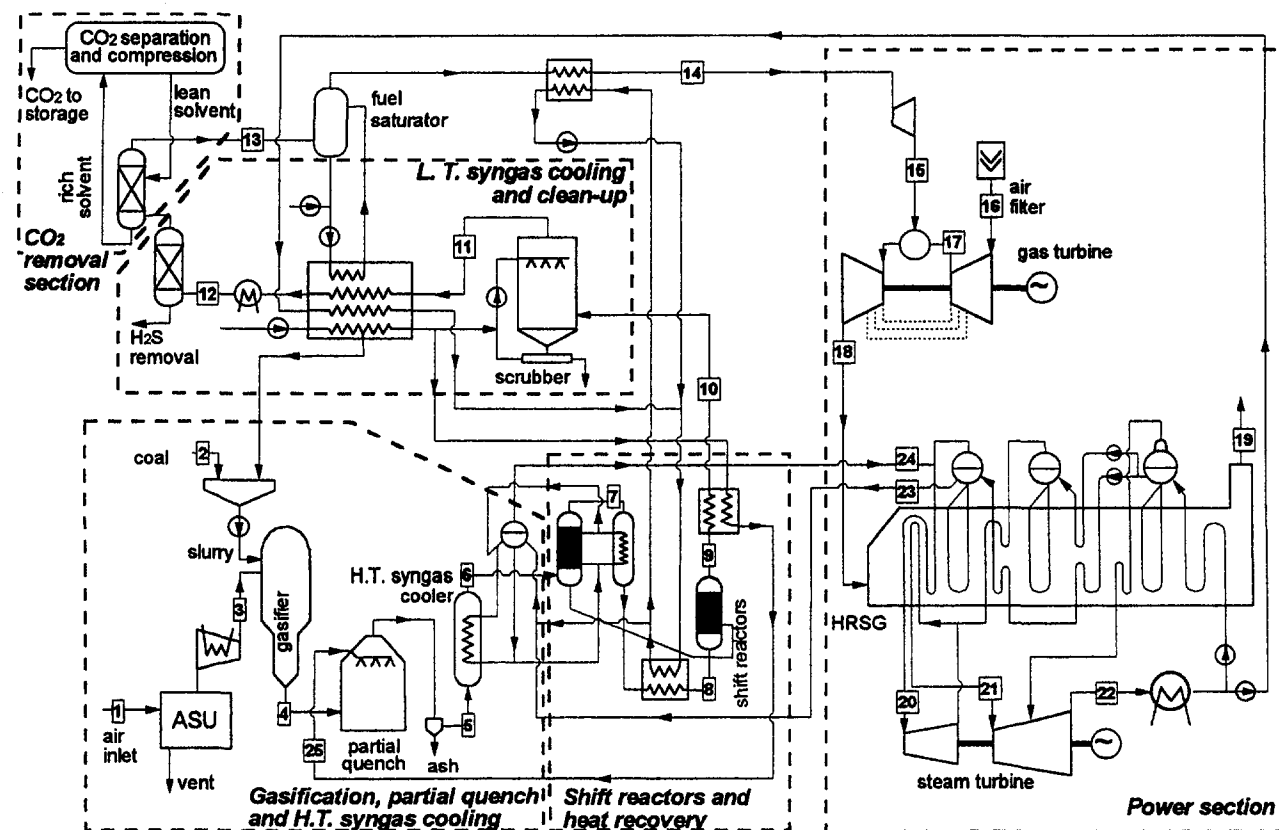 CO2 separation
and compression
CO2 to
storage
lean
solvent
rich
solvent
CO2
removal
section
13
fuel
saturator
14
L. T. syngas cooling
and clean-up
11
12
H2S
removal
scrubber
10
15
16
air
filter
17
gas turbine
18
19
coal
2
slurry
gasifier
3
1
air
inlet
ASU
vent
4
25
partial
quench
ash
5
6
H.T. syngas
cooler
7
8
9
shift reactors
24
23
HRSG
20
21
22
steam turbine
Gasification, partial quench
and H.T. syngas cooling
Shift reactors and
heat recovery
Power section